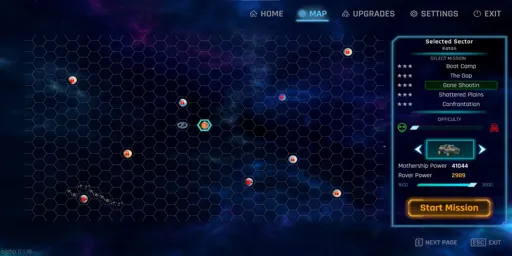 HOME MAP UPGRADES SETTINGS EXIT
Selected Sector
SELECT MISSION
Boot Camp
The Gap
Gone Shootin
Shattered Plains
Confrontation
DIFFICULTY
Mothership Power 41044
Rover Power 2989
Start Mission
NEXT PAGE ESC EXIT